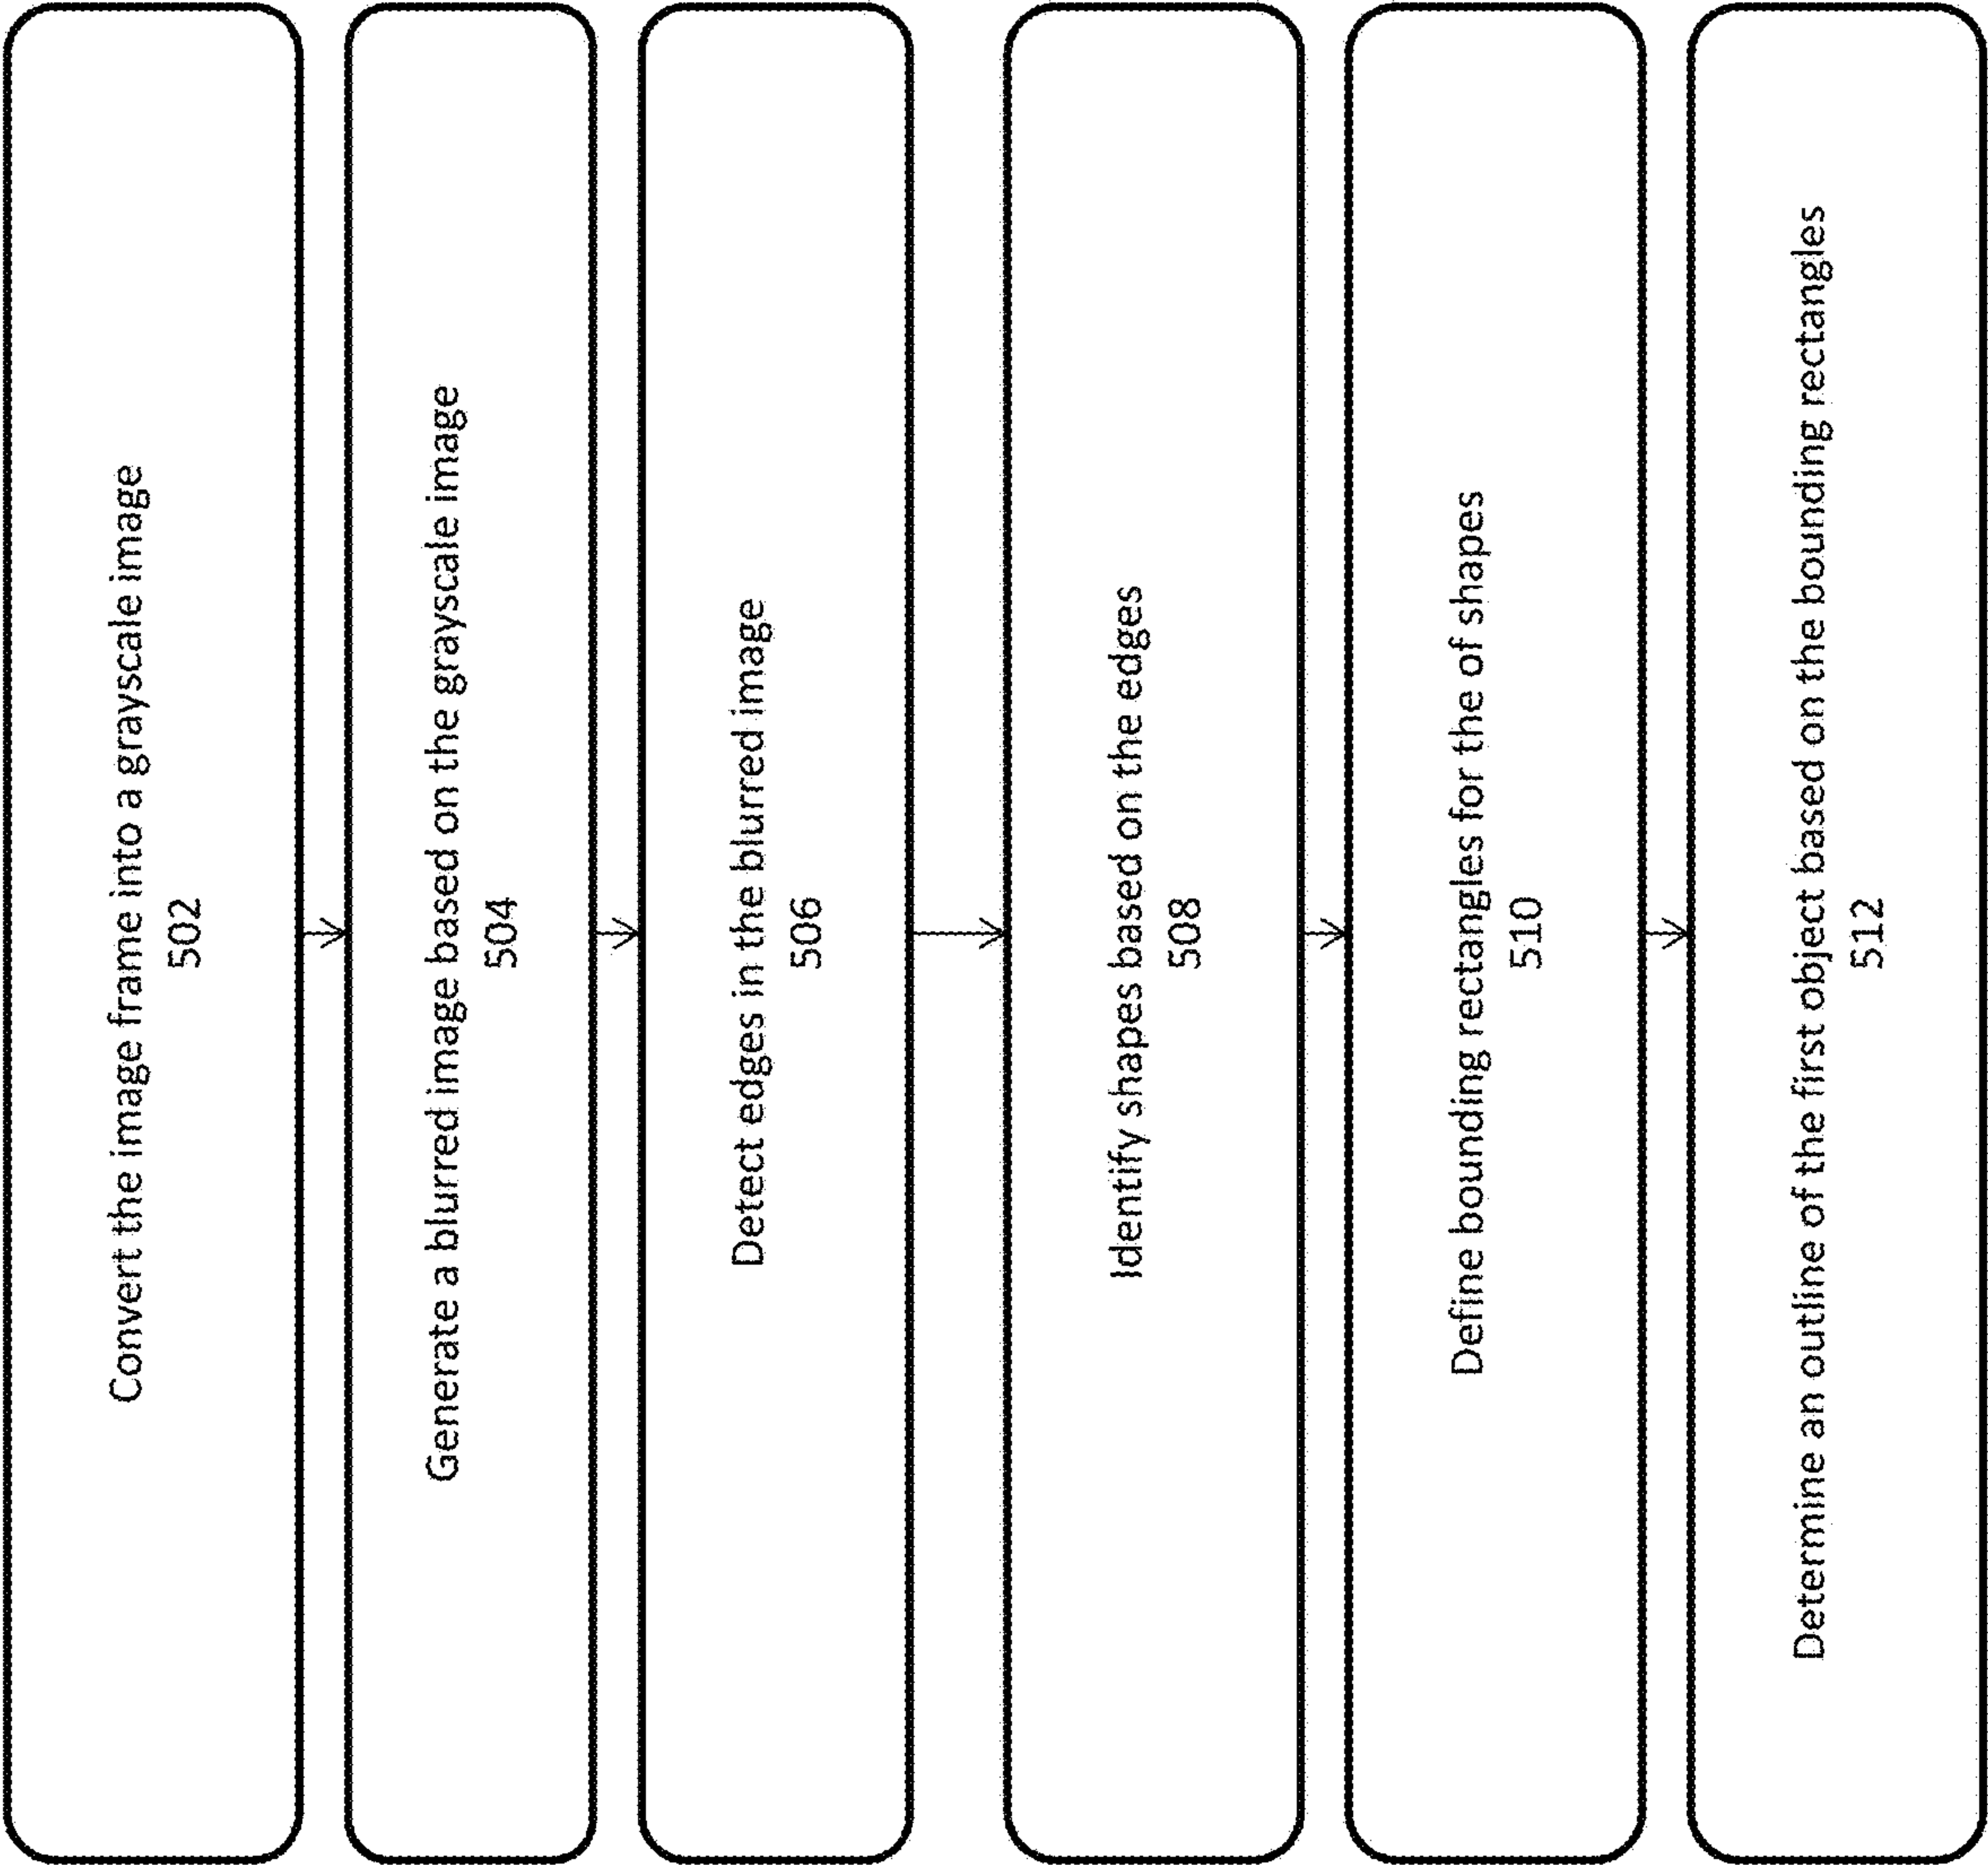 Convert the image frame into a grayscale image
502
Generate a blurred image based on the grayscale image
504
Detect edges in the blurred image
506
Identify shapes based on the edges
508
Define bounding rectangles for the of shapes
510
Determine an outline of the first object based on the bounding rectangles
512